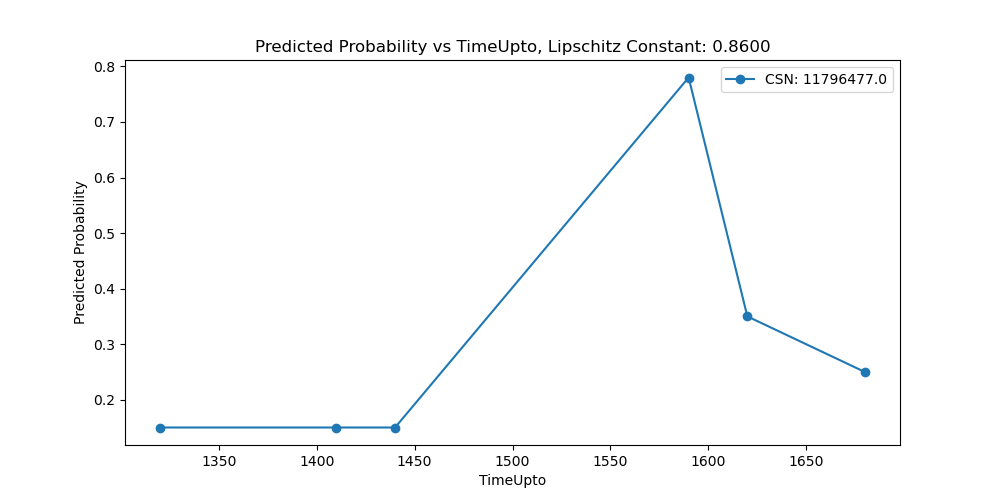 Predicted Probability vs TimeUpto, Lipschitz Constant: 0.8600
CSN: 11796477.0
Predicted Probability
0.8
0.7
0.6
0.5
0.4
0.3
0.2
1350 1400 1450 1500 1550 1600 1650
TimeUpto